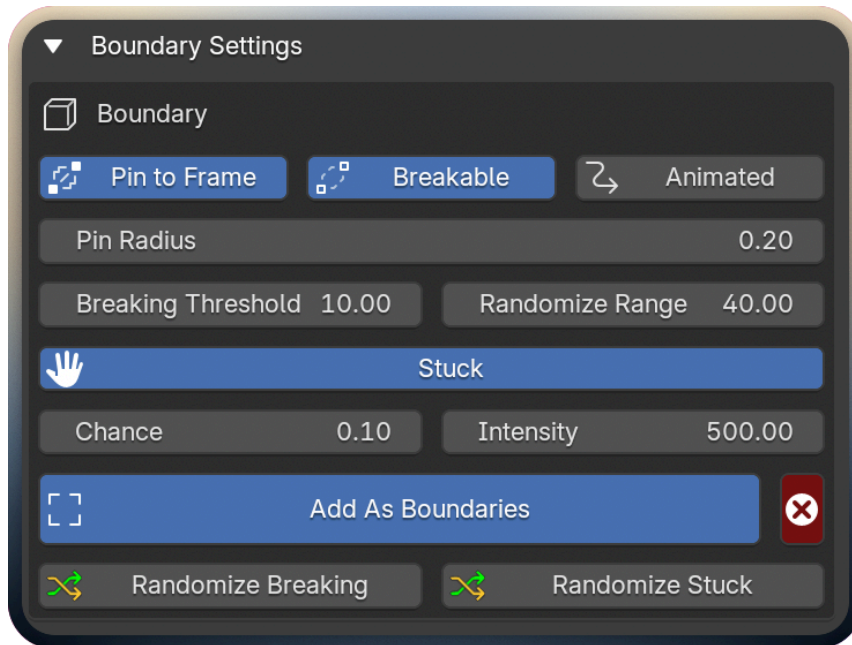 Boundary Settings
Boundary
Pin to Frame Breakable Animated
Pin Radius 0.20
Breaking Threshold 10.00 Randomize Range 40.00
Stuck
Chance 0.10 Intensity 500.00
Add As Boundaries
Randomize Breaking Randomize Stuck